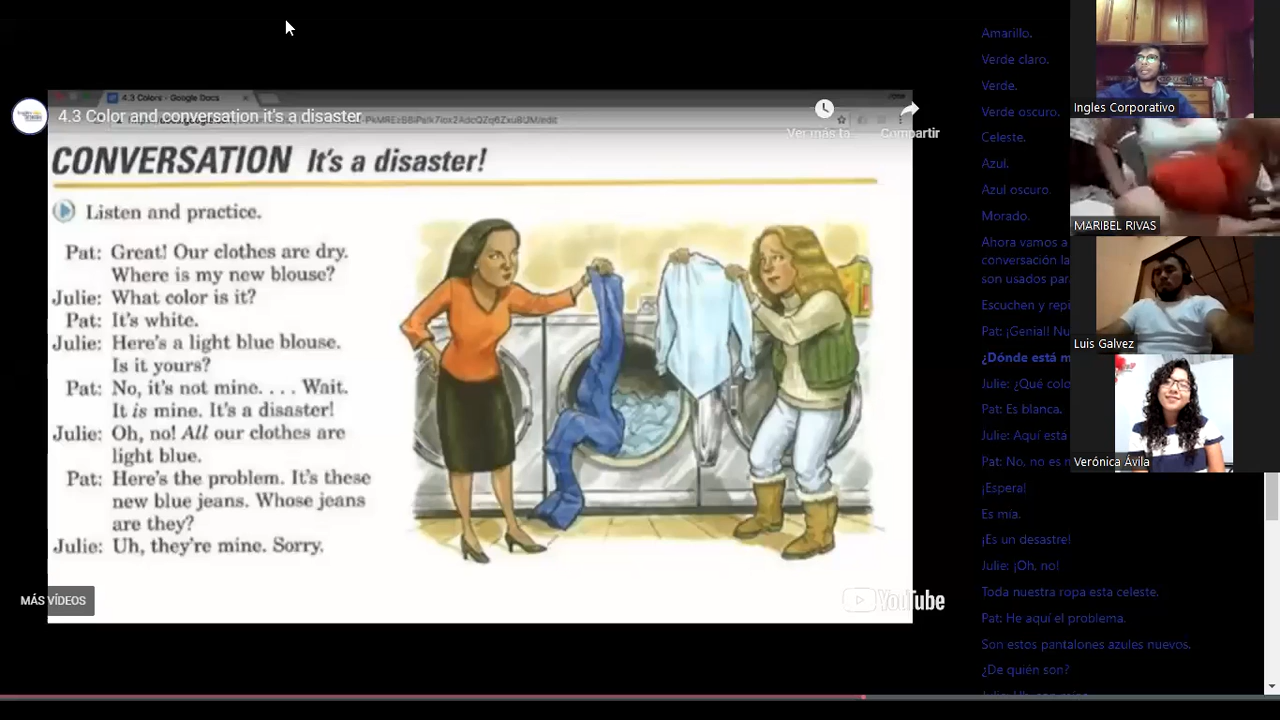 4.3 Colors - Google Docs
4.3 Color and conversation it's a disaster
Ver más ta
Compartir
CONVERSATION It's a disaster!
Listen and practice.
Pat: Great! Our clothes are dry.
Where is my new blouse?
Julie: What color is it?
Pat: It's white.
Julie: Here's a light blue blouse.
Is it yours?
Pat: No, it's not mine. . . . Wait.
It is mine. It's a disaster!
Julie: Oh, no! All our clothes are
light blue.
Pat: Here's the problem. It's these
new blue jeans. Whose jeans
are they?
Julie: Uh, they're mine. Sorry.
MÁS VÍDEOS
YouTube
Amarillo.
Verde claro.
Verde.
Verde oscuro.
Celeste.
Azul.
Azul oscuro.
Morado.
Ahora vamos a
conversación la
son usados par
Escuchen y repi
Pat: ¡Genial! Nu
¿Dónde está m
Julie: ¿Qué colo
Pat: Es blanca.
Julie: Aquí esta
Pat: No, no es m
¡Espera!
Es mía.
¡Es un desastre!
Julie: ¡Oh, no!
Toda nuestra ropa esta celeste.
Pat: He aquí el problema.
Son estos pantalones azules nuevos.
¿De quién son?
Ingles Corporativo
MARIBEL RIVAS
Luis Galvez
Verónica Ávila